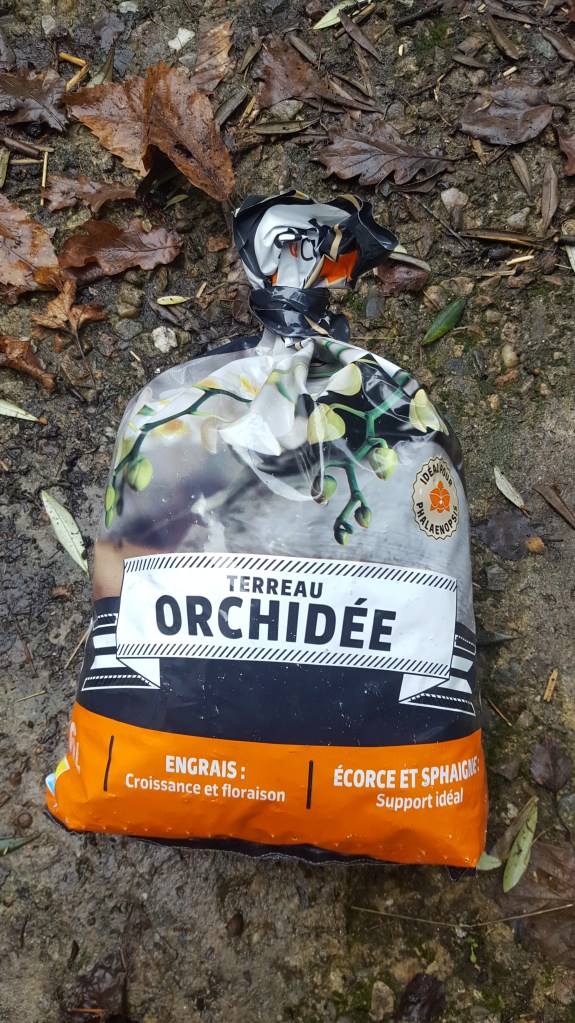 IDÉAL POUR
PHALAENOPSIS
TERREAU
ORCHIDÉE
ENGRAIS :
Croissance et floraison
ÉCORCE ET SPHAIGNE :
Support idéal